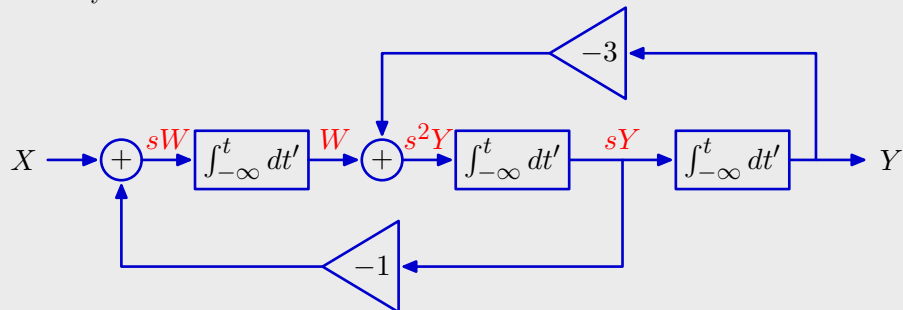 −3
X + sW ∫_{−∞}^{t} dt′ W + s²Y ∫_{−∞}^{t} dt′ sY ∫_{−∞}^{t} dt′ Y
−1